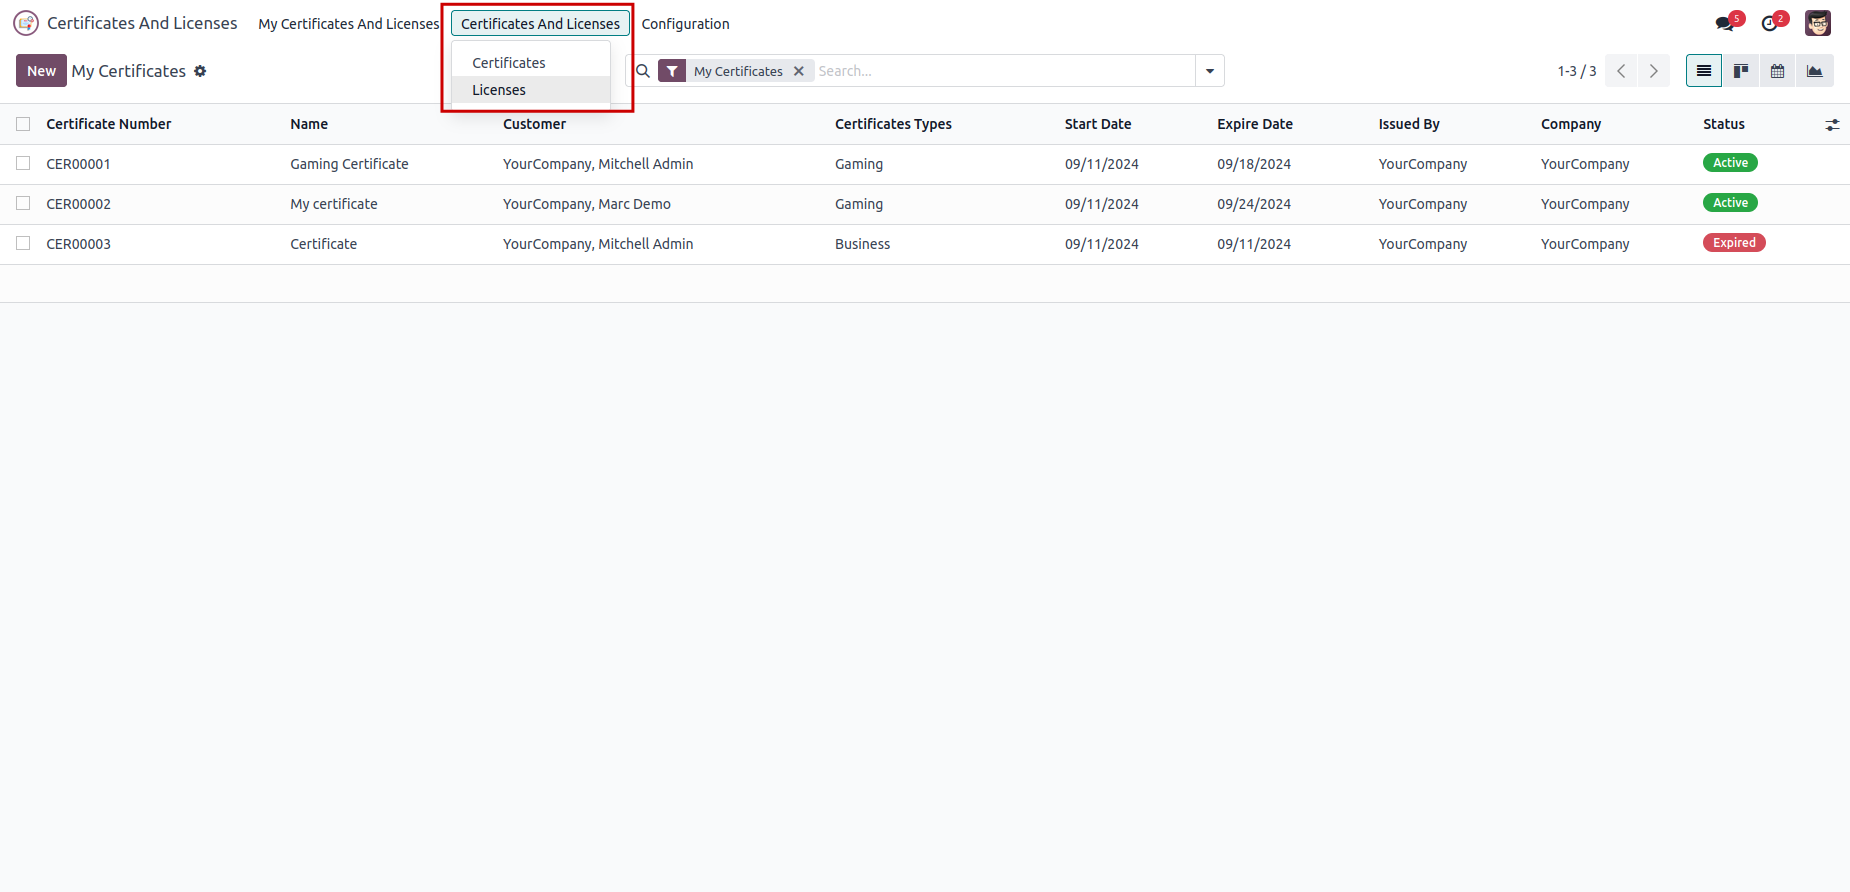 Certificates And Licenses My Certificates And Licenses Certificates And Licenses Configuration 5 2
New My Certificates Certificates My Certificates Search... 1-3 / 3
Licenses
Certificate Number Name Customer Certificates Types Start Date Expire Date Issued By Company Status
CER00001 Gaming Certificate YourCompany, Mitchell Admin Gaming 09/11/2024 09/18/2024 YourCompany YourCompany Active
CER00002 My certificate YourCompany, Marc Demo Gaming 09/11/2024 09/24/2024 YourCompany YourCompany Active
CER00003 Certificate YourCompany, Mitchell Admin Business 09/11/2024 09/11/2024 YourCompany YourCompany Expired